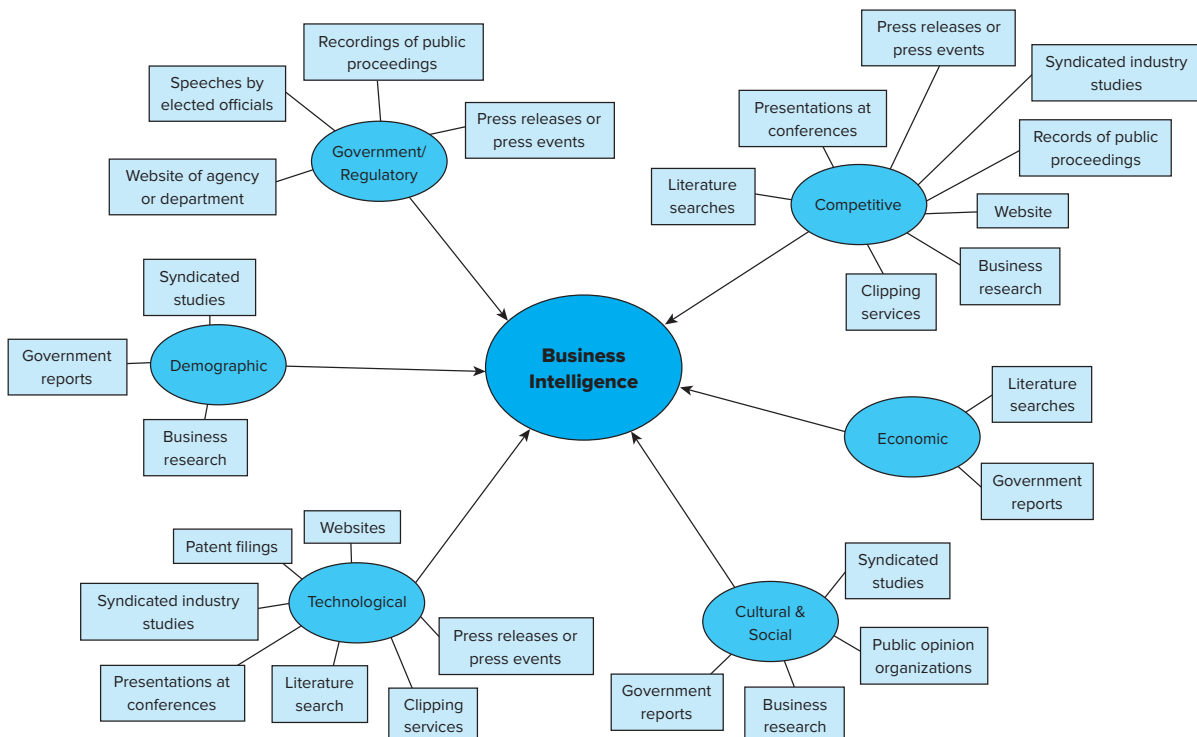 Recordings of public
proceedings
Speeches by
elected officials
Press releases or
press events
Website of agency
or department
Government/
Regulatory
Press releases or
press events
Syndicated industry
studies
Presentations at
conferences
Records of public
proceedings
Literature
searches
Competitive
Website
Business
research
Clipping
services
Syndicated
studies
Government
reports
Demographic
Business
research
Business
Intelligence
Literature
searches
Economic
Government
reports
Websites
Patent filings
Syndicated industry
studies
Technological
Press releases or
press events
Presentations at
conferences
Literature
search
Clipping
services
Syndicated
studies
Cultural &
Social
Public opinion
organizations
Government
reports
Business
research